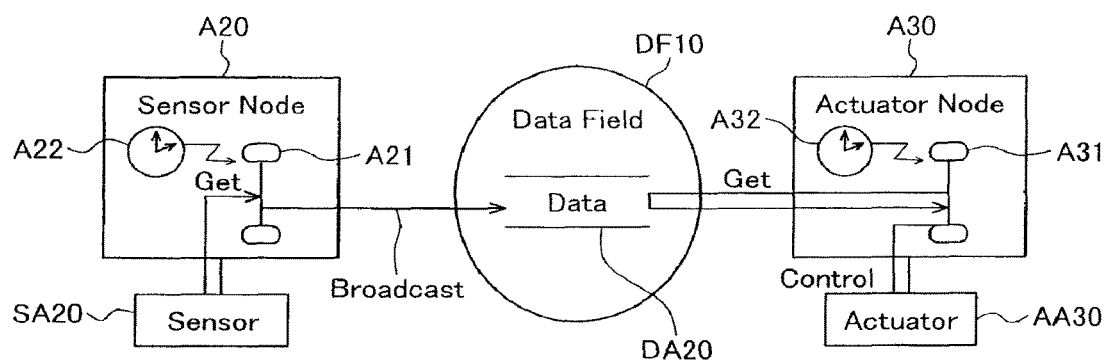 A20
DF10
A30
Sensor Node
Data Field
Actuator Node
A22
A21
A32
A31
Get
Get
Data
Broadcast
Control
SA20
Sensor
DA20
Actuator
AA30